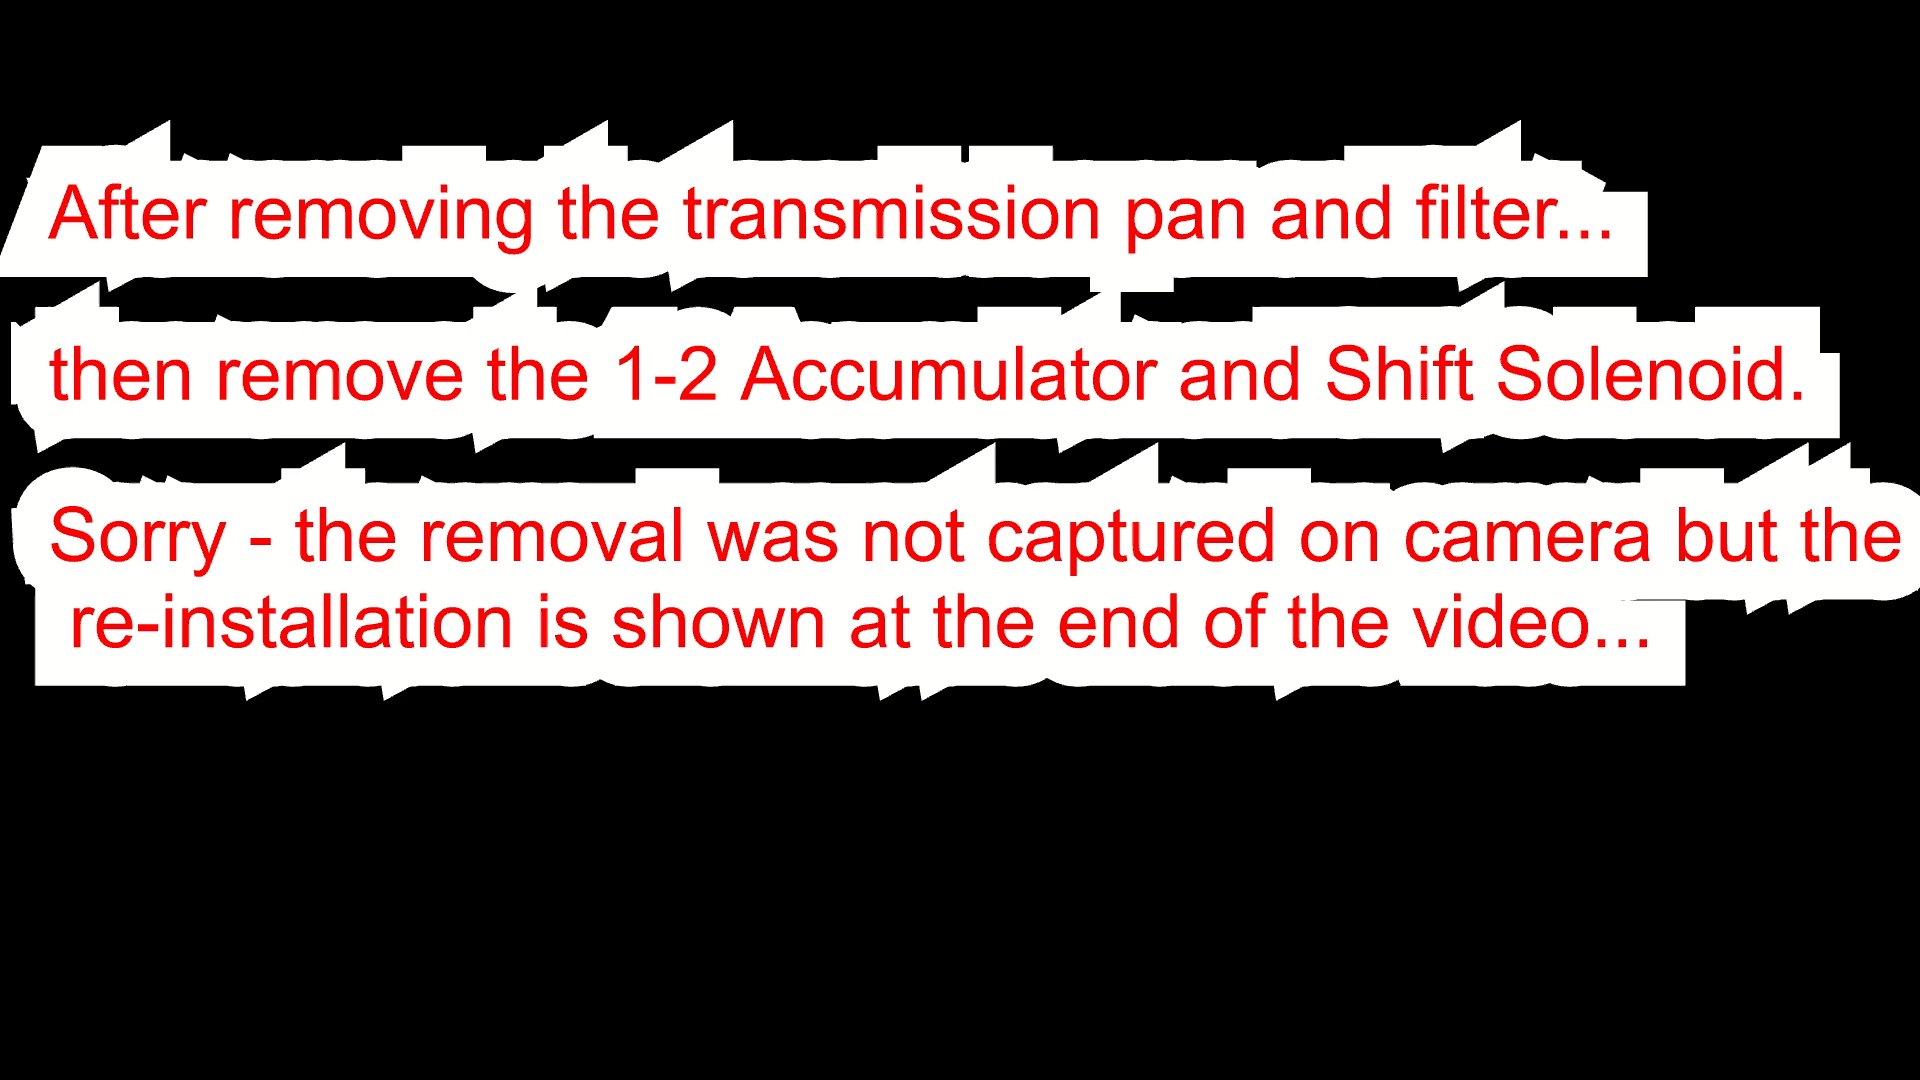 After removing the transmission pan and filter...
then remove the 1-2 Accumulator and Shift Solenoid.
Sorry - the removal was not captured on camera but the
re-installation is shown at the end of the video...